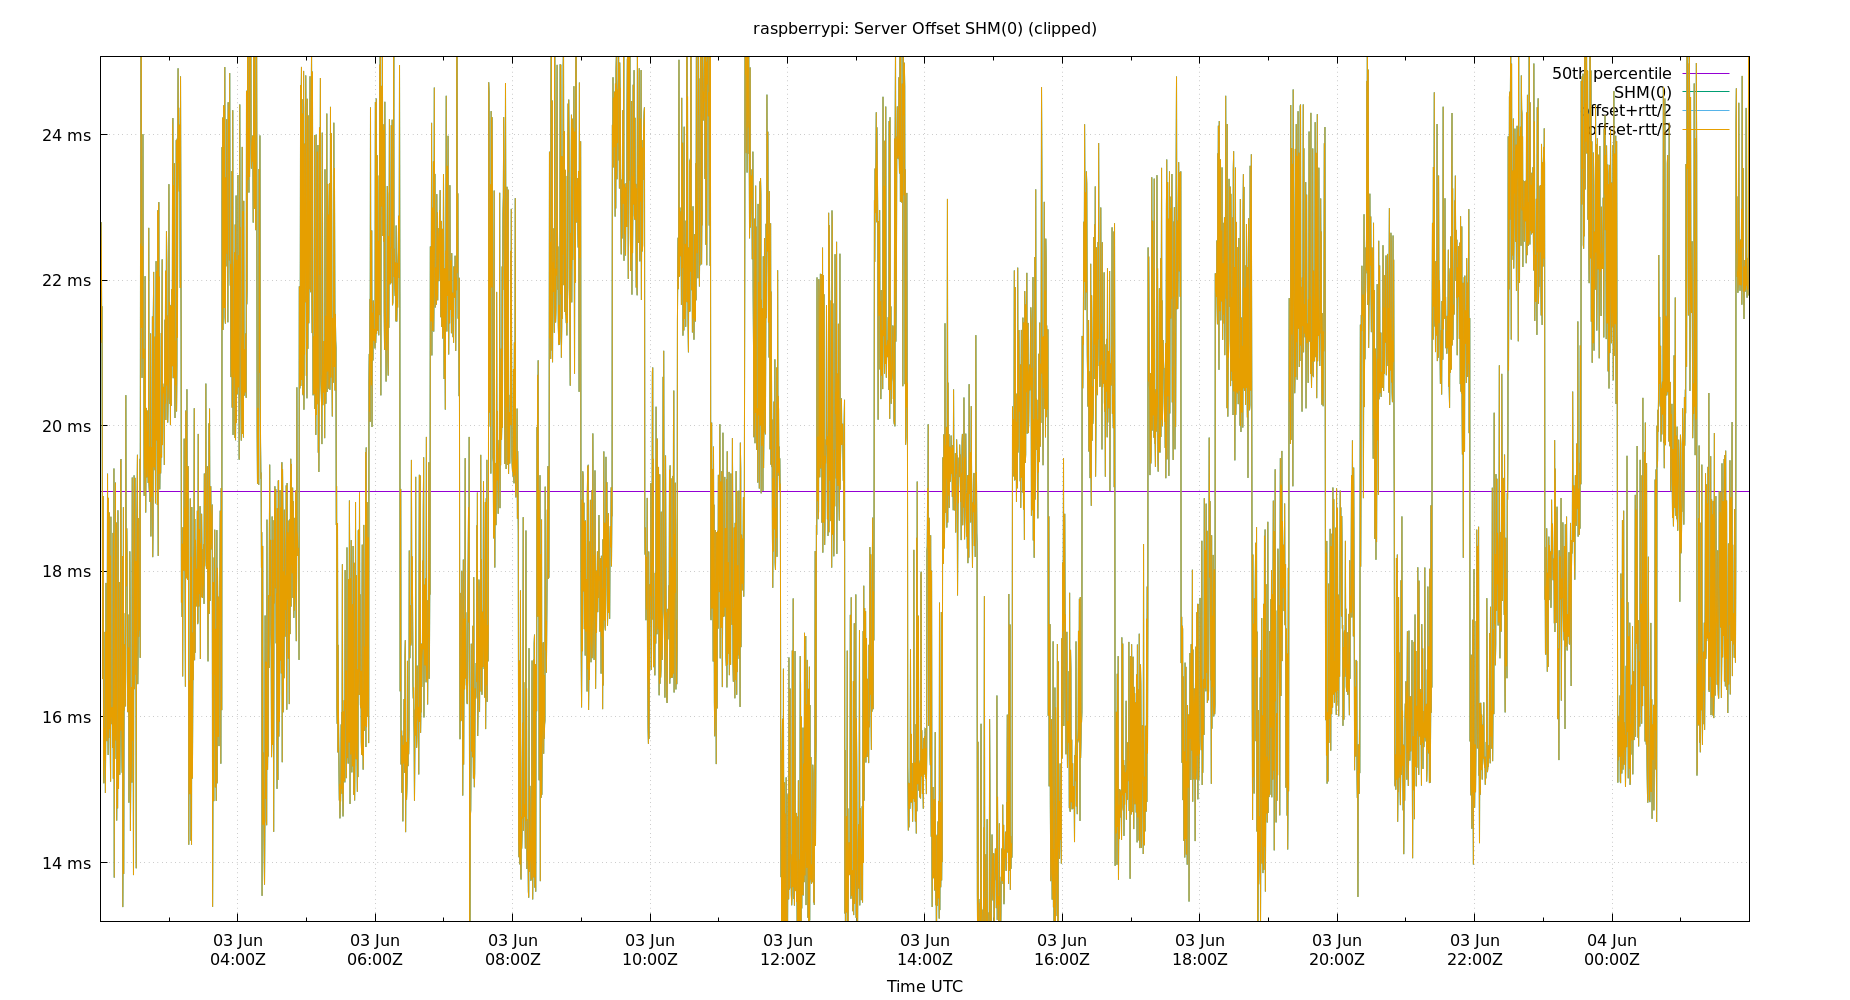 raspberrypi: Server Offset SHM(0) (clipped)
50th percentile
SHM(0)
offset+rtt/2
offset-rtt/2
24 ms
22 ms
20 ms
18 ms
16 ms
14 ms
03 Jun 03 Jun 03 Jun 03 Jun 03 Jun 03 Jun 03 Jun 03 Jun 03 Jun 03 Jun 04 Jun
04:00Z 06:00Z 08:00Z 10:00Z 12:00Z 14:00Z 16:00Z 18:00Z 20:00Z 22:00Z 00:00Z
Time UTC